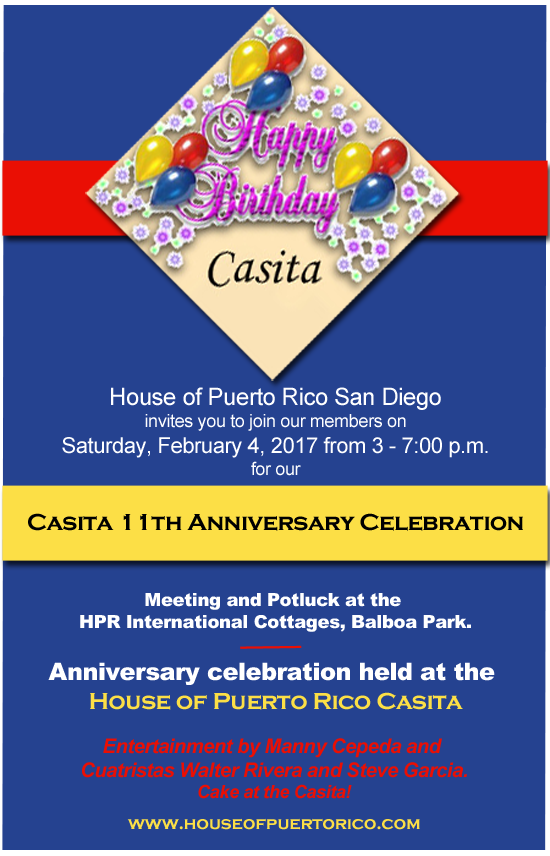 Happy
Birthday
Casita
House of Puerto Rico San Diego
invites you to join our members on
Saturday, February 4, 2017 from 3 - 7:00 p.m.
for our
CASITA 11TH ANNIVERSARY CELEBRATION
Meeting and Potluck at the
HPR International Cottages, Balboa Park.
Anniversary celebration held at the
HOUSE OF PUERTO RICO CASITA
Entertainment by Manny Cepeda and
Cuatristas Walter Rivera and Steve Garcia.
Cake at the Casita!
WWW.HOUSEOFPUERTORICO.COM